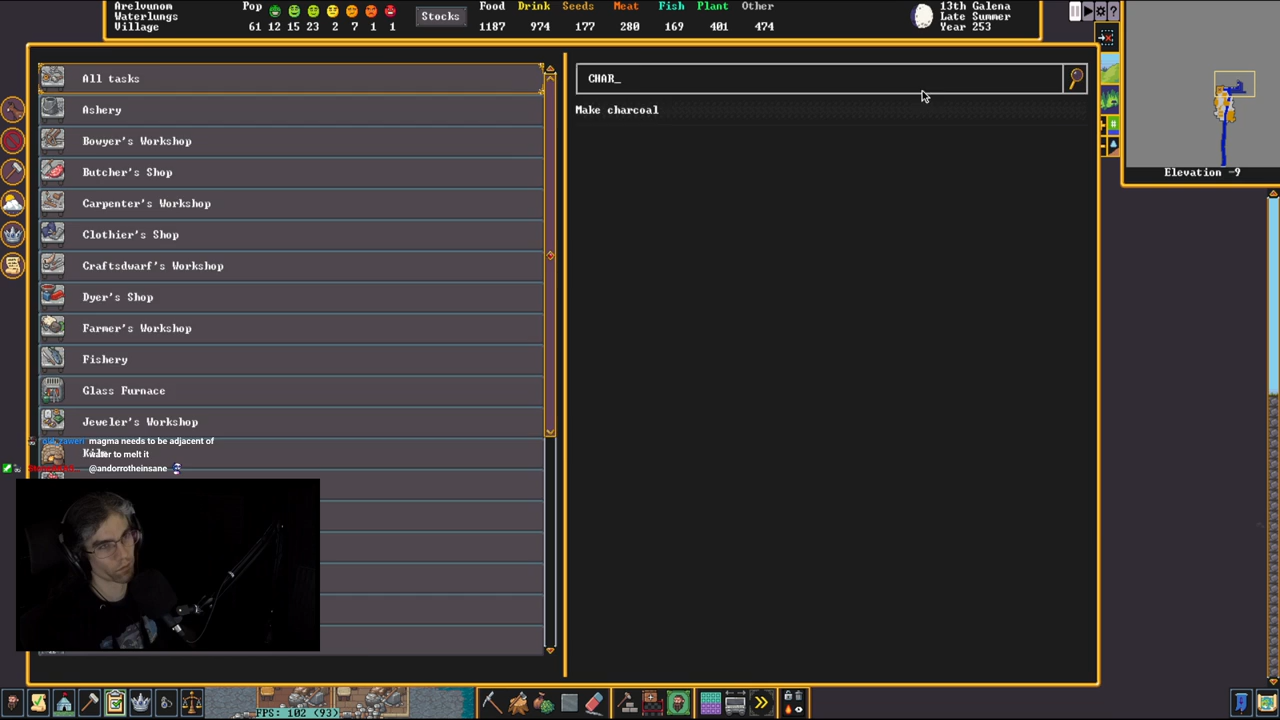 Arelvunom
Waterlungs
Village
Pop
61 12 15 23 2 7 1 1
Stocks
Food Drink Seeds Meat Fish Plant Other
1187 974 177 280 169 401 474
13th Galena
Late Summer
Year 253
?
Elevation -9
All tasks
Ashery
Bowyer's Workshop
Butcher's Shop
Carpenter's Workshop
Clothier's Shop
Craftsdwarf's Workshop
Dyer's Shop
Farmer's Workshop
Fishery
Glass Furnace
Jeweler's Workshop
CHAR_
Make charcoal
magma needs to be adjacent of
water to melt it
@andorrotheinsane
FPS: 102 (93)